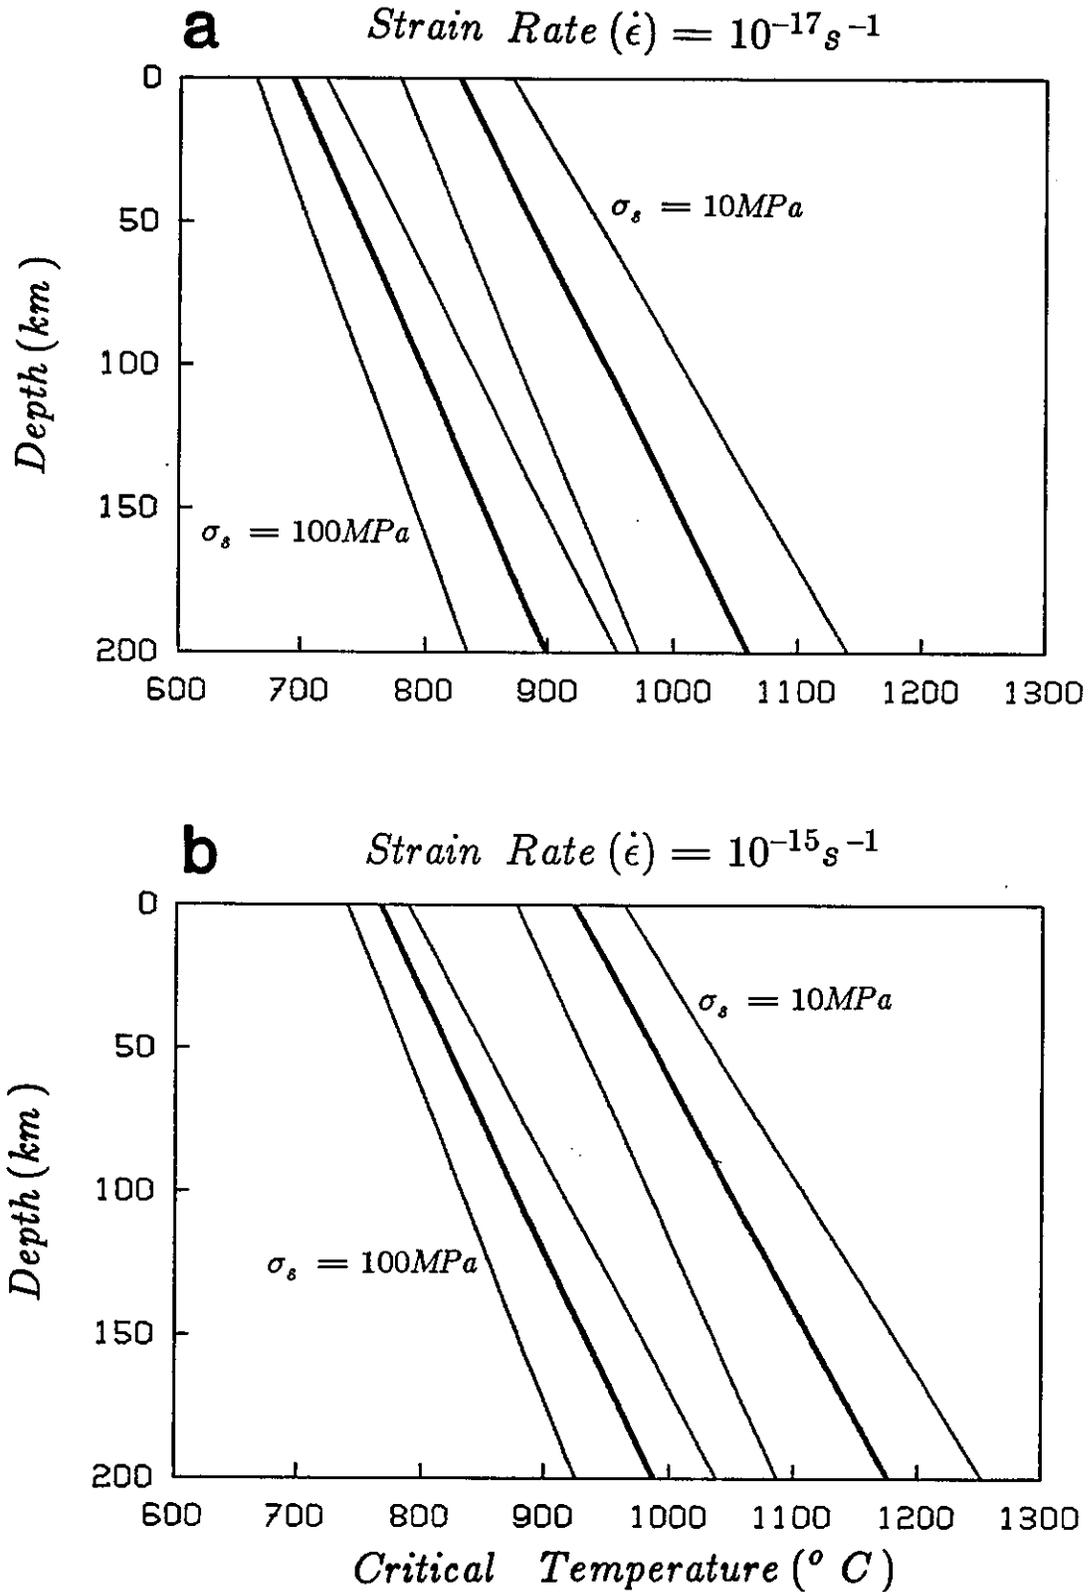 a Strain Rate (ε̇) = 10⁻¹⁷ s⁻¹
0
σₛ = 10MPa
50
Depth (km)
100
150
σₛ = 100MPa
200
600 700 800 900 1000 1100 1200 1300
b Strain Rate (ε̇) = 10⁻¹⁵ s⁻¹
0
σₛ = 10MPa
50
Depth (km)
100
σₛ = 100MPa
150
200
600 700 800 900 1000 1100 1200 1300
Critical Temperature (° C)